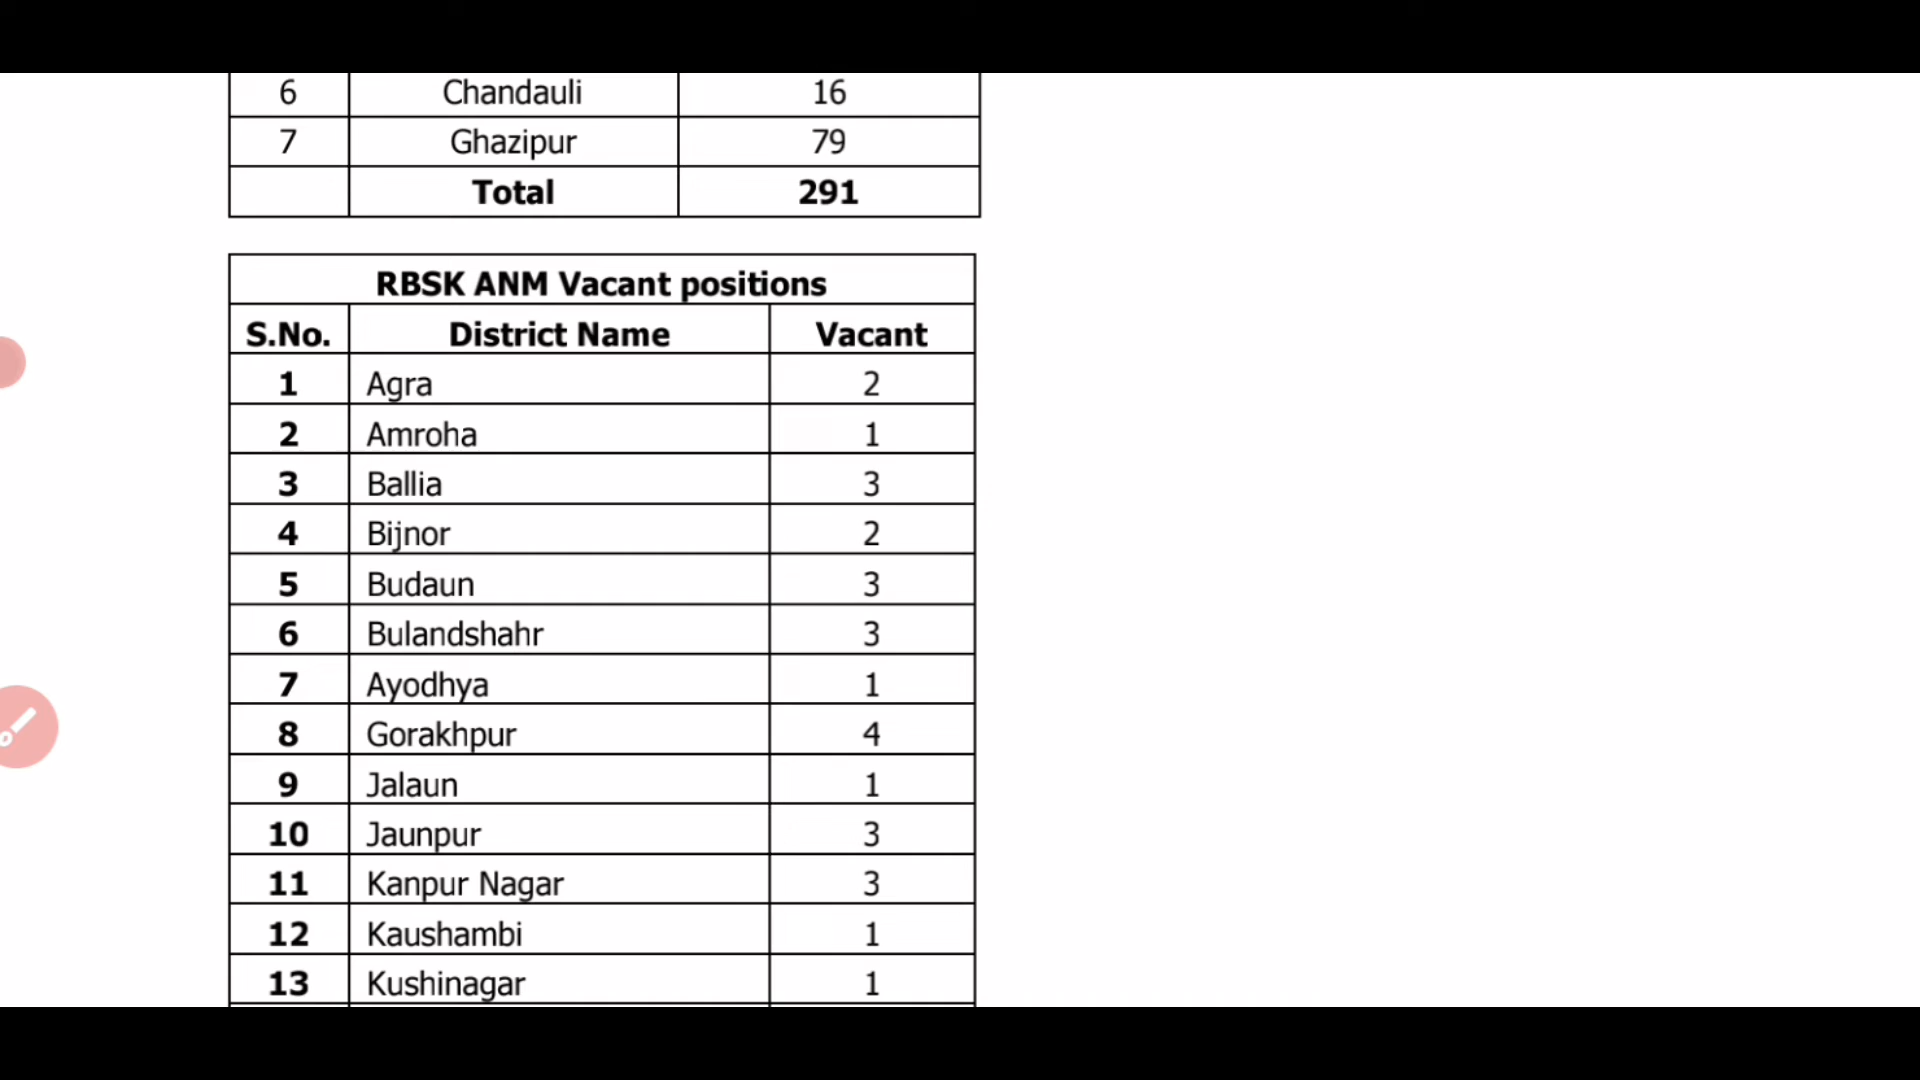 6 Chandauli 16
7 Ghazipur 79
Total 291
RBSK ANM Vacant positions
S.No. District Name Vacant
1 Agra 2
2 Amroha 1
3 Ballia 3
4 Bijnor 2
5 Budaun 3
6 Bulandshahr 3
7 Ayodhya 1
8 Gorakhpur 4
9 Jalaun 1
10 Jaunpur 3
11 Kanpur Nagar 3
12 Kaushambi 1
13 Kushinagar 1